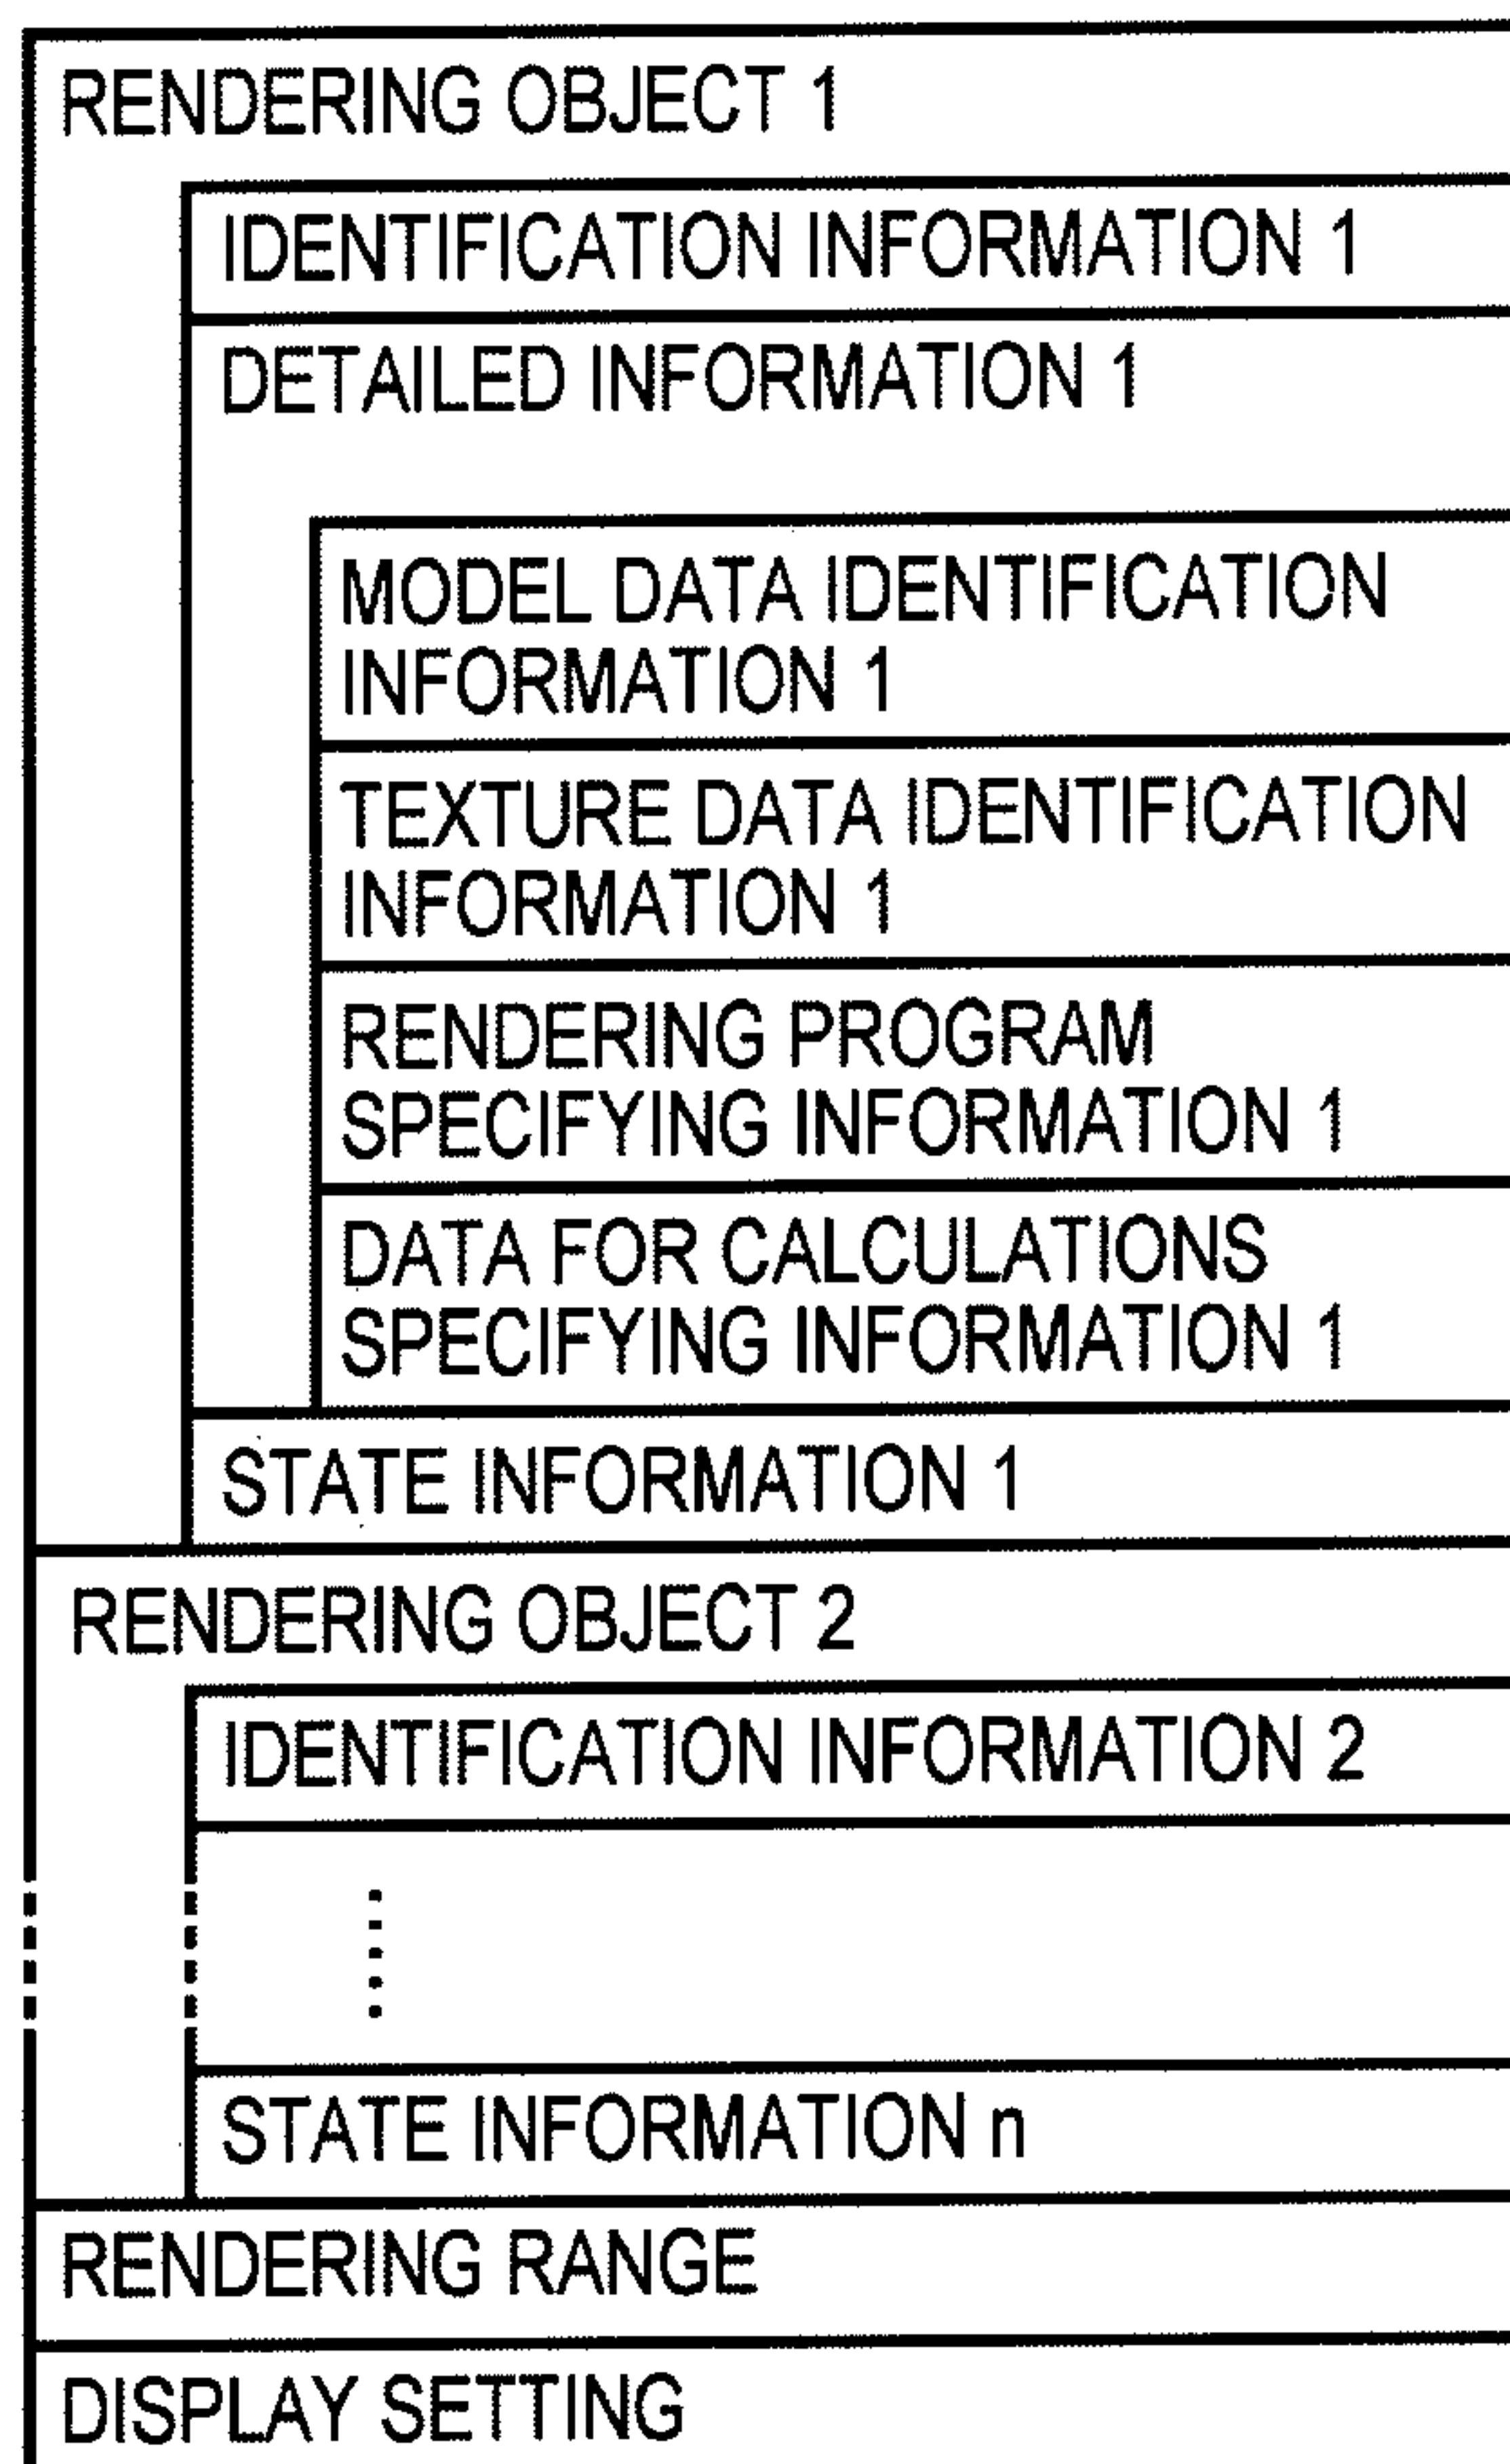 RENDERING OBJECT 1
IDENTIFICATION INFORMATION 1
DETAILED INFORMATION 1
MODEL DATA IDENTIFICATION
INFORMATION 1
TEXTURE DATA IDENTIFICATION
INFORMATION 1
RENDERING PROGRAM
SPECIFYING INFORMATION 1
DATA FOR CALCULATIONS
SPECIFYING INFORMATION 1
STATE INFORMATION 1
RENDERING OBJECT 2
IDENTIFICATION INFORMATION 2
STATE INFORMATION n
RENDERING RANGE
DISPLAY SETTING